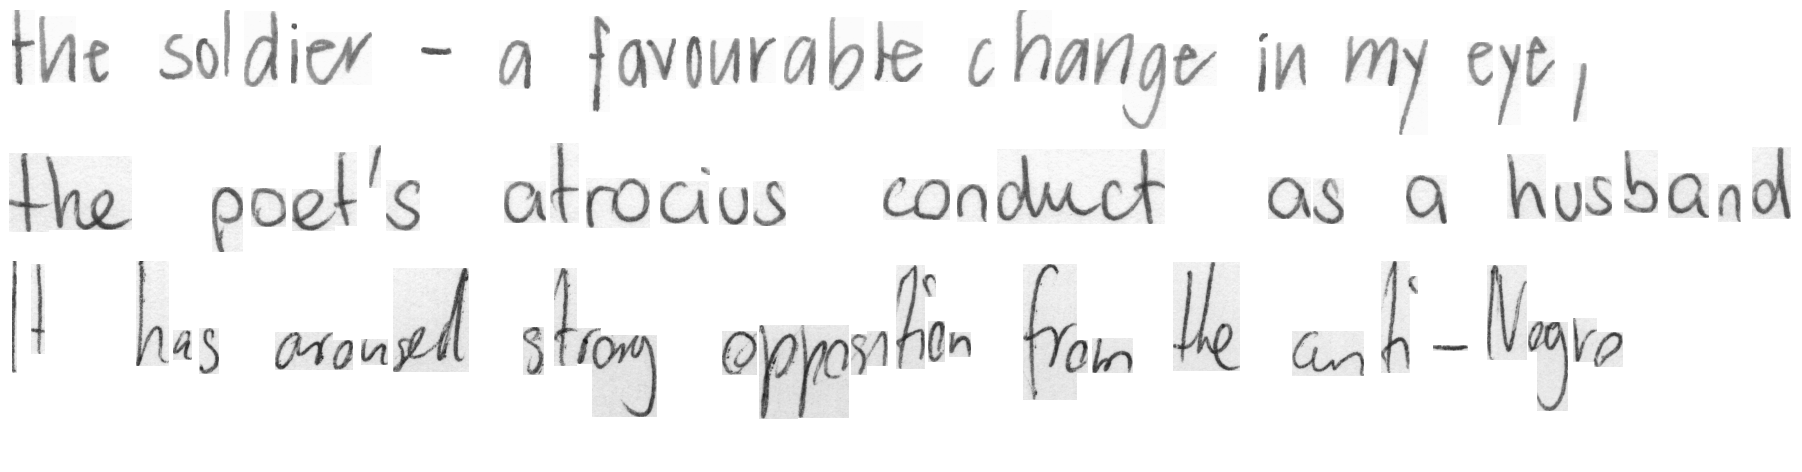 the soldier - a favourable change in my eye,
the poet's atrocius conduct as a husband
It has aroused strong opposition from the anti-Negro